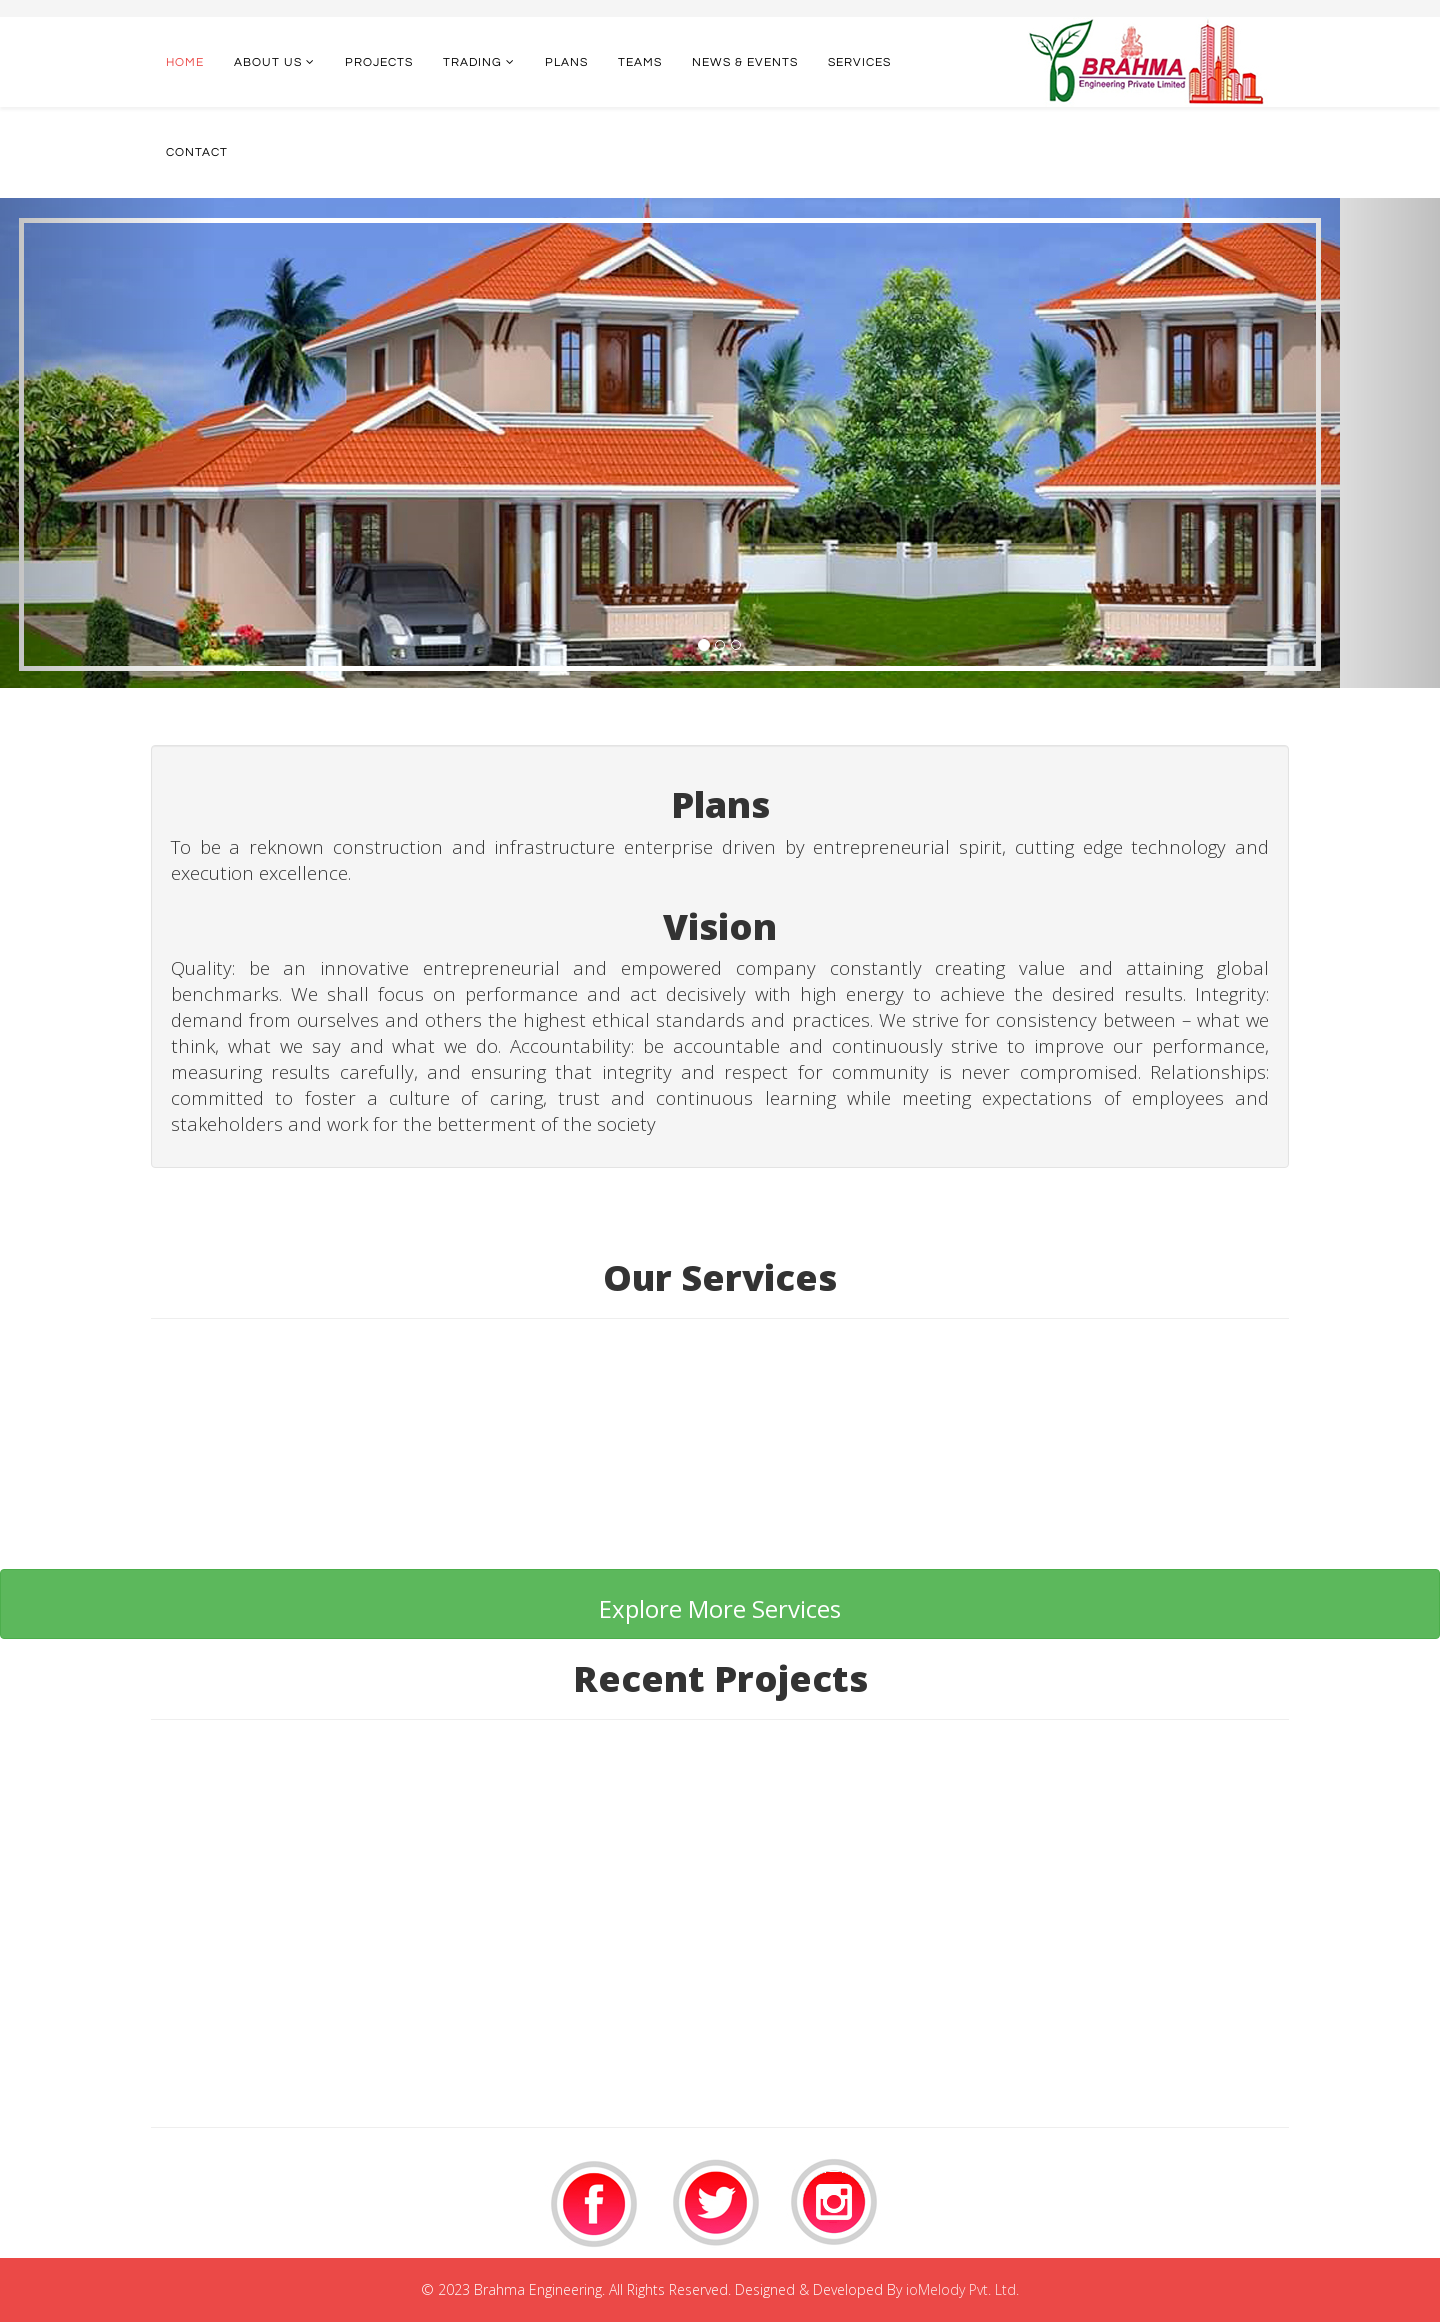 HOME ABOUT US PROJECTS TRADING PLANS TEAMS NEWS & EVENTS SERVICES
BRAHMA
Engineering Private Limited
CONTACT
Plans
To be a reknown construction and infrastructure enterprise driven by entrepreneurial spirit, cutting edge technology and
execution excellence.
Vision
Quality: be an innovative entrepreneurial and empowered company constantly creating value and attaining global
benchmarks. We shall focus on performance and act decisively with high energy to achieve the desired results. Integrity:
demand from ourselves and others the highest ethical standards and practices. We strive for consistency between – what we
think, what we say and what we do. Accountability: be accountable and continuously strive to improve our performance,
measuring results carefully, and ensuring that integrity and respect for community is never compromised. Relationships:
committed to foster a culture of caring, trust and continuous learning while meeting expectations of employees and
stakeholders and work for the betterment of the society
Our Services
Explore More Services
Recent Projects
© 2023 Brahma Engineering. All Rights Reserved. Designed & Developed By ioMelody Pvt. Ltd.